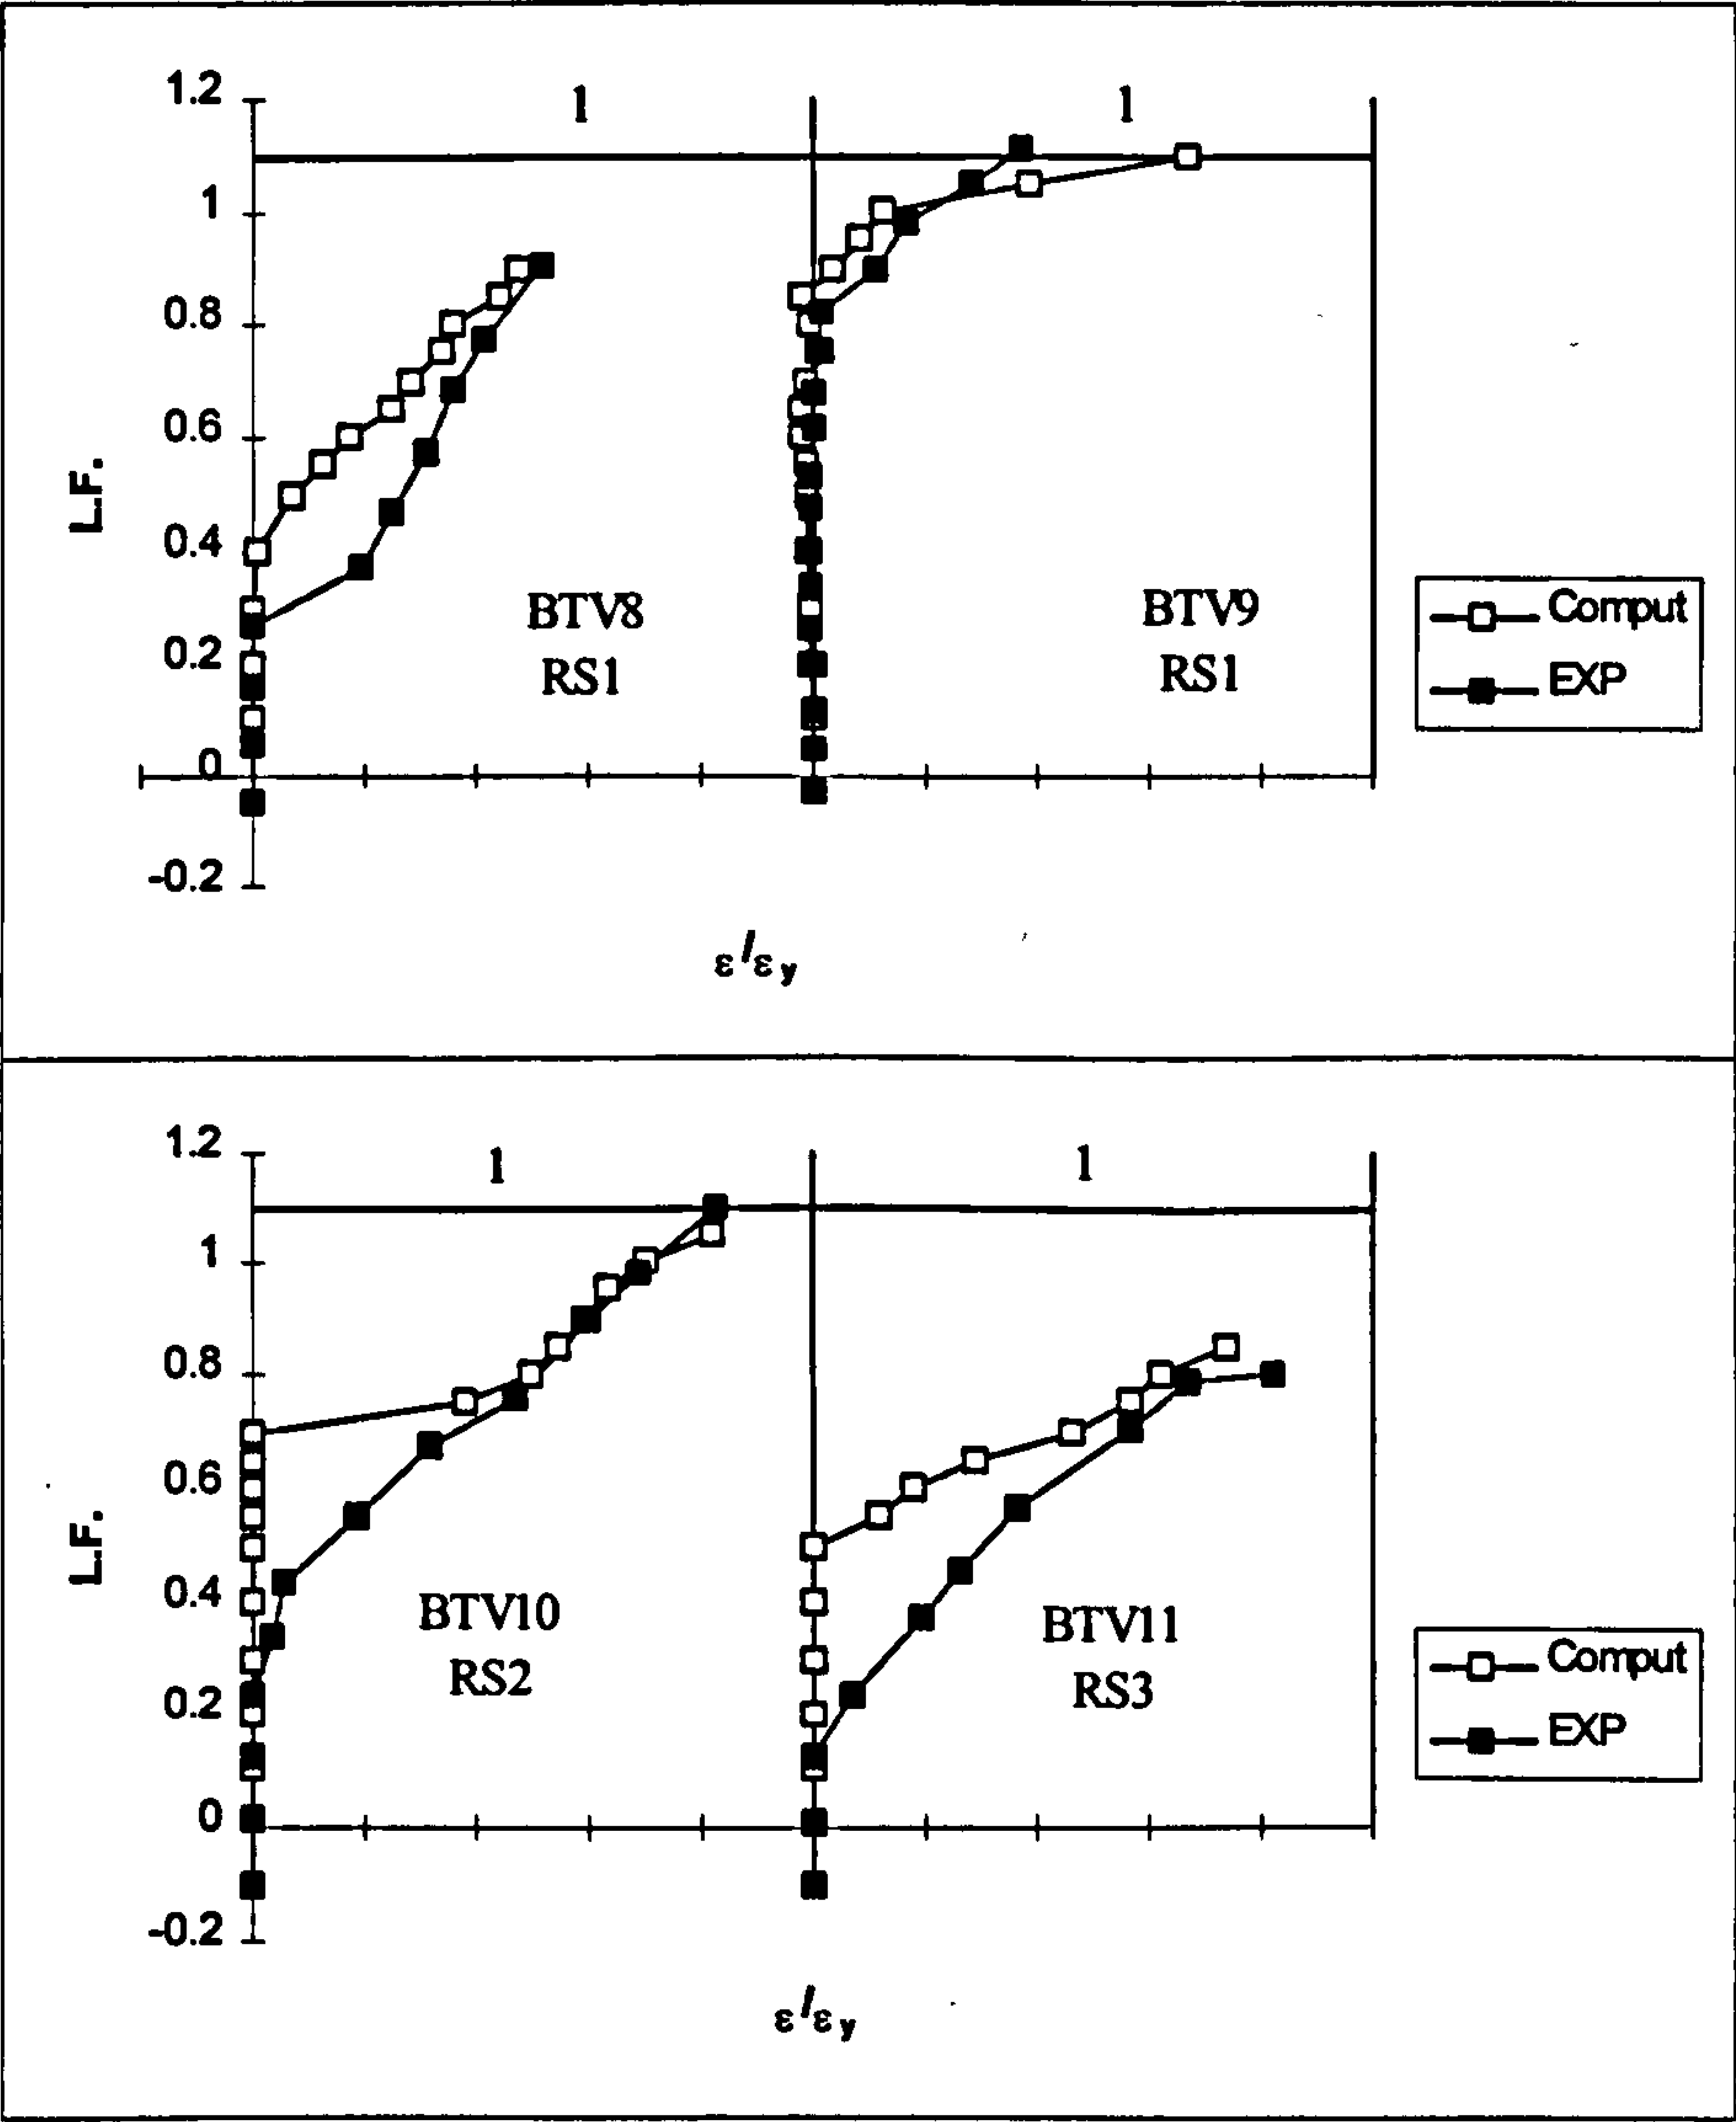 1.2
1 1
1
0.8
0.6
L.F.
0.4
BTV8 BTV9
RS1 RS1
Comput
EXP
0.2
0
-0.2
ε/εy
1.2
1 1
1
0.8
0.6
L.F.
0.4
BTV10 BTV11
RS2 RS3
Comput
EXP
0.2
0
-0.2
ε/εy